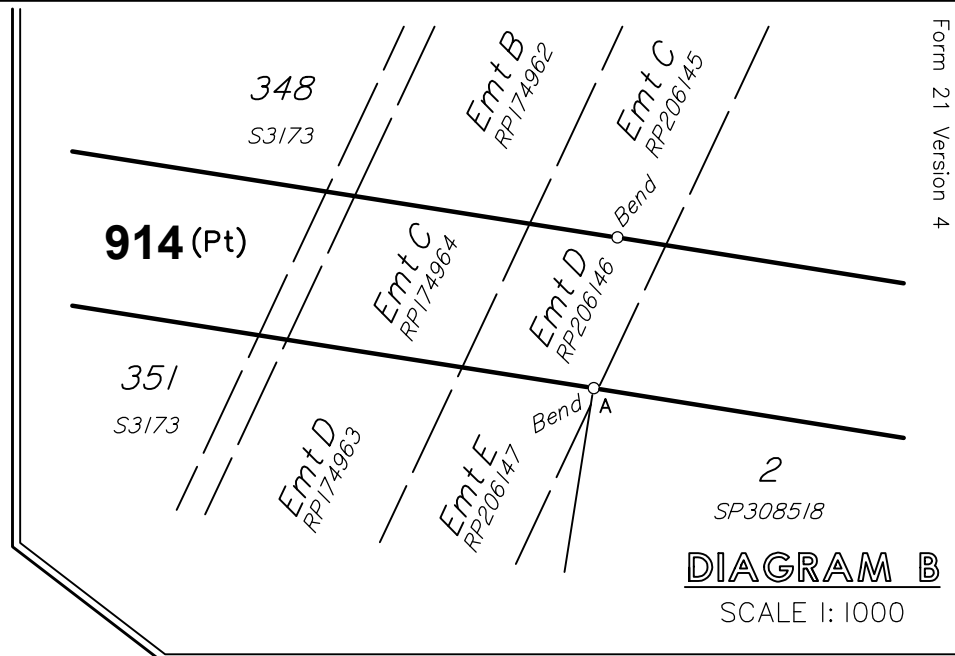 Form 21 Version 4
348
S3173
Emt B
RP174962
Emt C
RP206145
Bend
914 (Pt)
Emt C
RP174964
Emt D
RP206146
351
S3173
Bend
A
Emt D
RP174963
Emt E
RP206147
2
SP308518
DIAGRAM B
SCALE 1: 1000